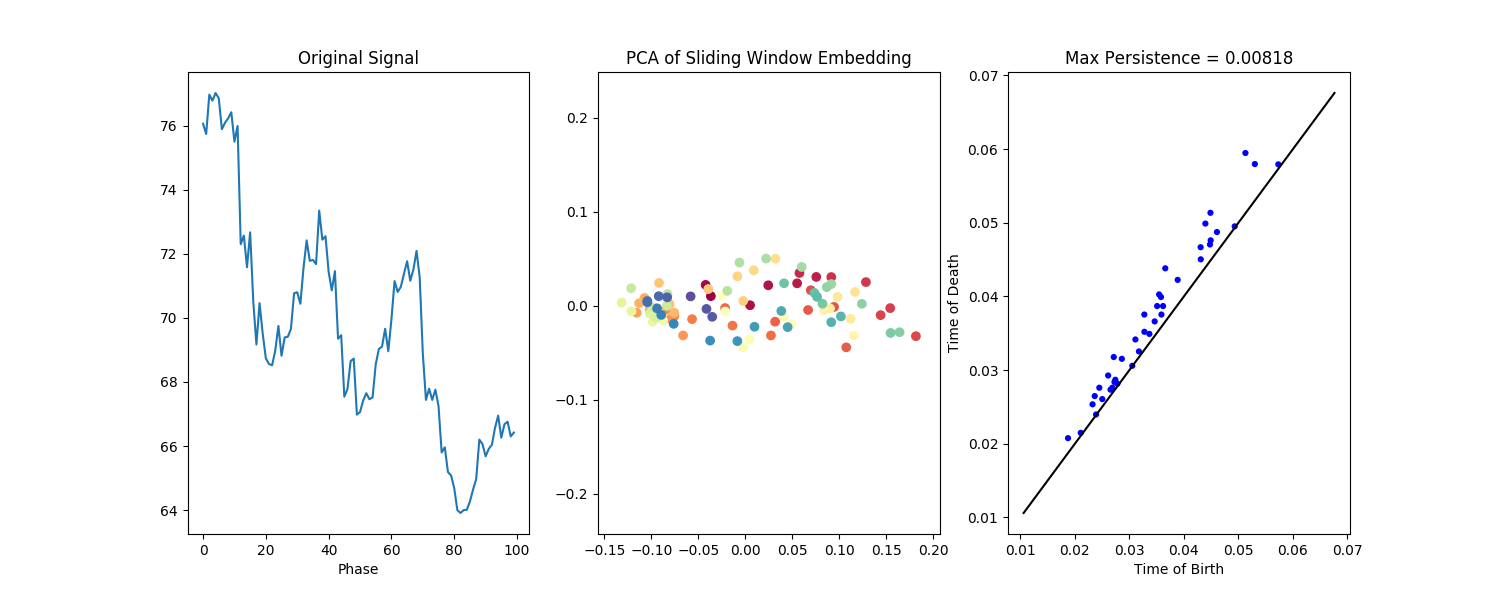 Original Signal
76
74
72
70
68
66
64
0 20 40 60 80 100
Phase
PCA of Sliding Window Embedding
0.2
0.1
0.0
−0.1
−0.2
−0.15 −0.10 −0.05 0.00 0.05 0.10 0.15 0.20
Max Persistence = 0.00818
Time of Death
0.07
0.06
0.05
0.04
0.03
0.02
0.01
0.01 0.02 0.03 0.04 0.05 0.06 0.07
Time of Birth